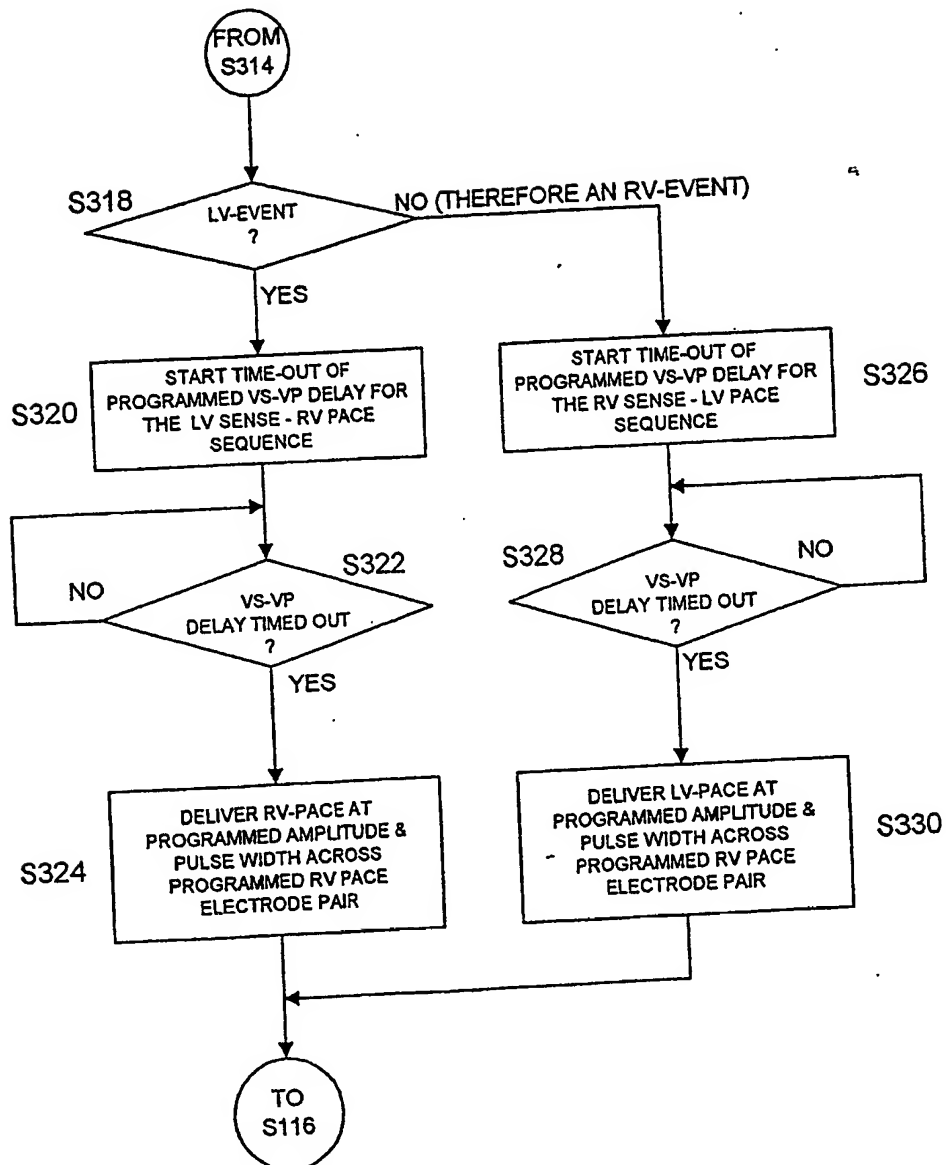 FROM
S314
S318
LV-EVENT
?
NO (THEREFORE AN RV-EVENT)
YES
S320
START TIME-OUT OF
PROGRAMMED VS-VP DELAY FOR
THE LV SENSE - RV PACE
SEQUENCE
START TIME-OUT OF
PROGRAMMED VS-VP DELAY FOR
THE RV SENSE - LV PACE
SEQUENCE
S326
NO
S322
VS-VP
DELAY TIMED OUT
?
YES
S328
NO
VS-VP
DELAY TIMED OUT
?
YES
S324
DELIVER RV-PACE AT
PROGRAMMED AMPLITUDE &
PULSE WIDTH ACROSS
PROGRAMMED RV PACE
ELECTRODE PAIR
DELIVER LV-PACE AT
PROGRAMMED AMPLITUDE &
PULSE WIDTH ACROSS
PROGRAMMED RV PACE
ELECTRODE PAIR
S330
TO
S116